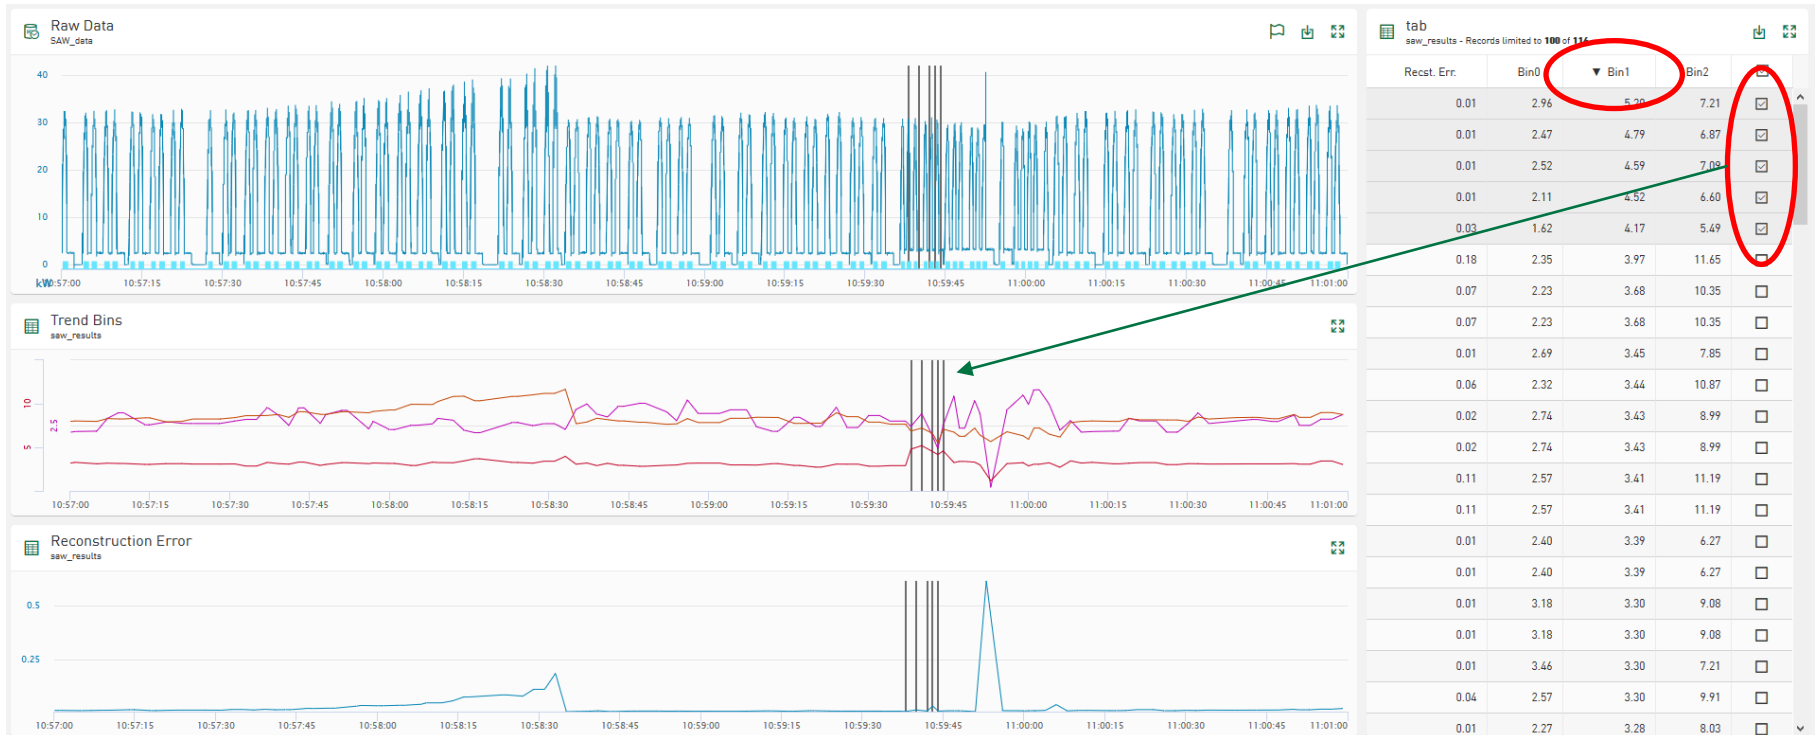 Raw Data
SAW_data
40
30
20
10
0
kW
10:57:00 10:57:15 10:57:30 10:57:45 10:58:00 10:58:15 10:58:30 10:58:45 10:59:00 10:59:15 10:59:30 10:59:45 11:00:00 11:00:15 11:00:30 11:00:45 11:01:00
Trend Bins
saw_results
10
2.5
5
10:57:00 10:57:15 10:57:30 10:57:45 10:58:00 10:58:15 10:58:30 10:58:45 10:59:00 10:59:15 10:59:30 10:59:45 11:00:00 11:00:15 11:00:30 11:00:45 11:01:00
Reconstruction Error
saw_results
0.5
0.25
10:57:00 10:57:15 10:57:30 10:57:45 10:58:00 10:58:15 10:58:30 10:58:45 10:59:00 10:59:15 10:59:30 10:59:45 11:00:00 11:00:15 11:00:30 11:00:45 11:01:00
tab
saw_results - Records limited to 100 of 116
Recst. Err. Bin0 ▼ Bin1 Bin2
0.01 2.96 5.20 7.21
0.01 2.47 4.79 6.87
0.01 2.52 4.59 7.09
0.01 2.11 4.52 6.60
0.03 1.62 4.17 5.49
0.18 2.35 3.97 11.65
0.07 2.23 3.68 10.35
0.07 2.23 3.68 10.35
0.01 2.69 3.45 7.85
0.06 2.32 3.44 10.87
0.02 2.74 3.43 8.99
0.02 2.74 3.43 8.99
0.11 2.57 3.41 11.19
0.11 2.57 3.41 11.19
0.01 2.40 3.39 6.27
0.01 2.40 3.39 6.27
0.01 3.18 3.30 9.08
0.01 3.18 3.30 9.08
0.01 3.46 3.30 7.21
0.04 2.57 3.30 9.91
0.01 2.27 3.28 8.03